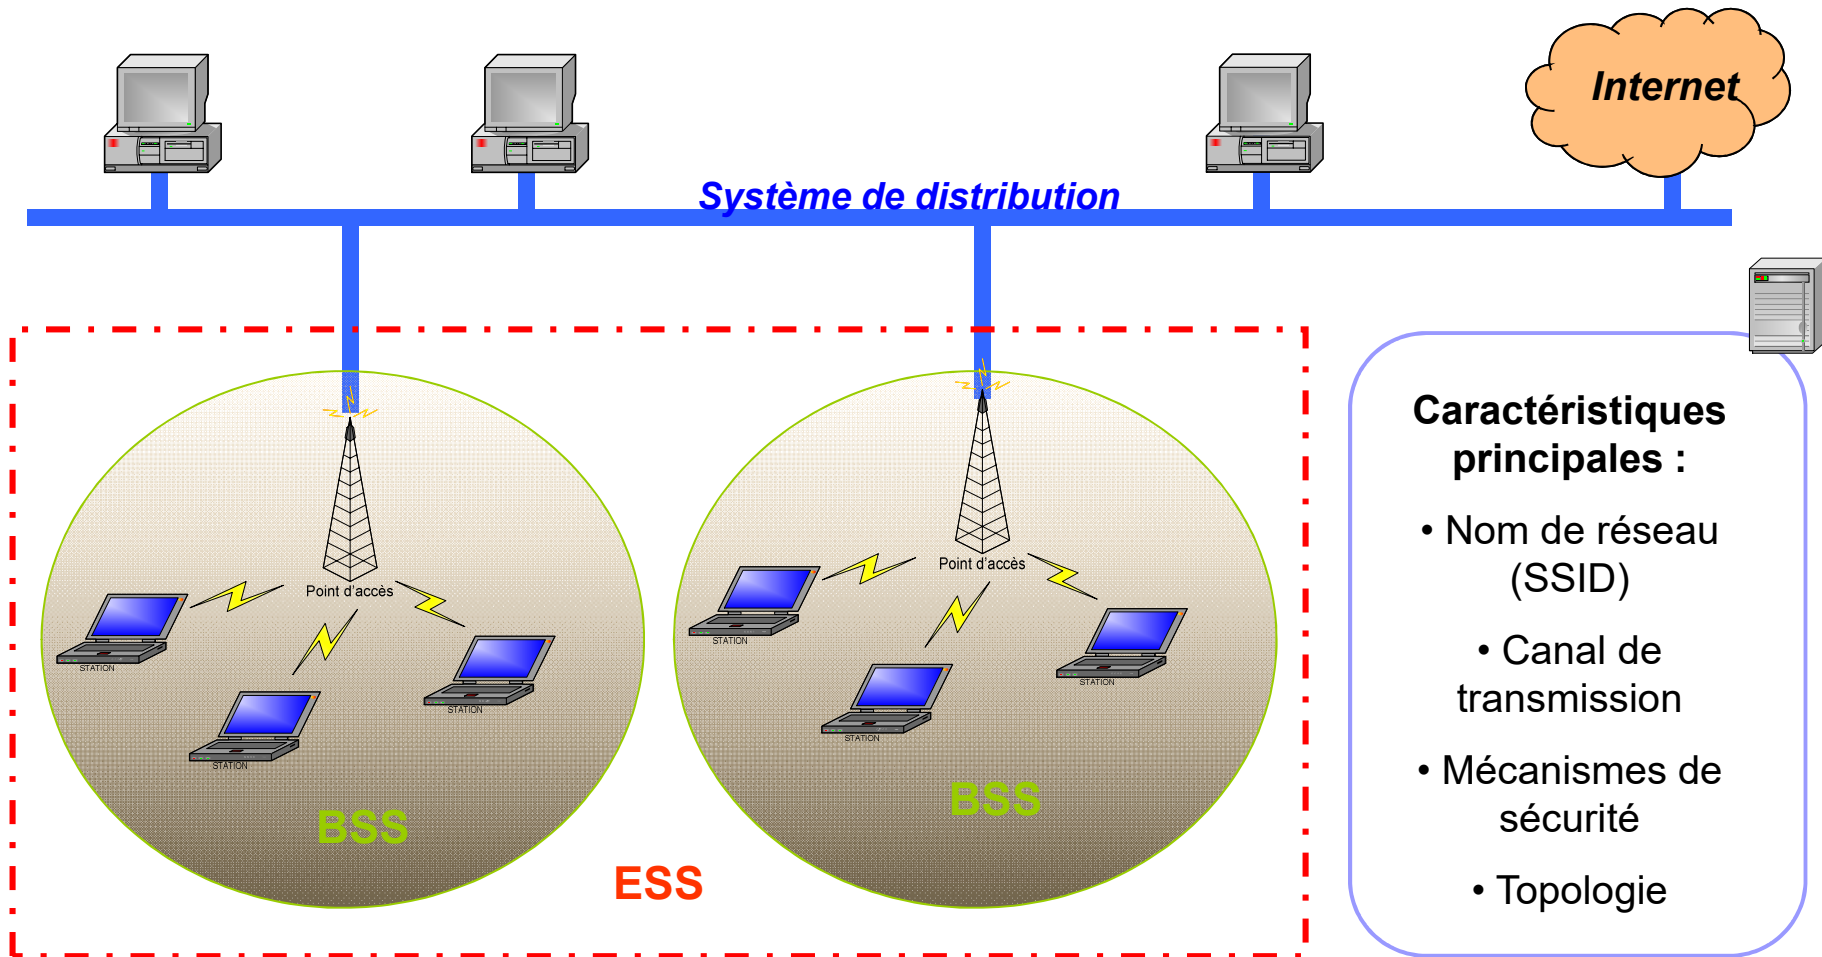 Internet
Système de distribution
Point d'accès
STATION
STATION
STATION
BSS
Point d'accès
STATION
STATION
STATION
BSS
ESS
Caractéristiques
principales :
• Nom de réseau
(SSID)
• Canal de
transmission
• Mécanismes de
sécurité
• Topologie